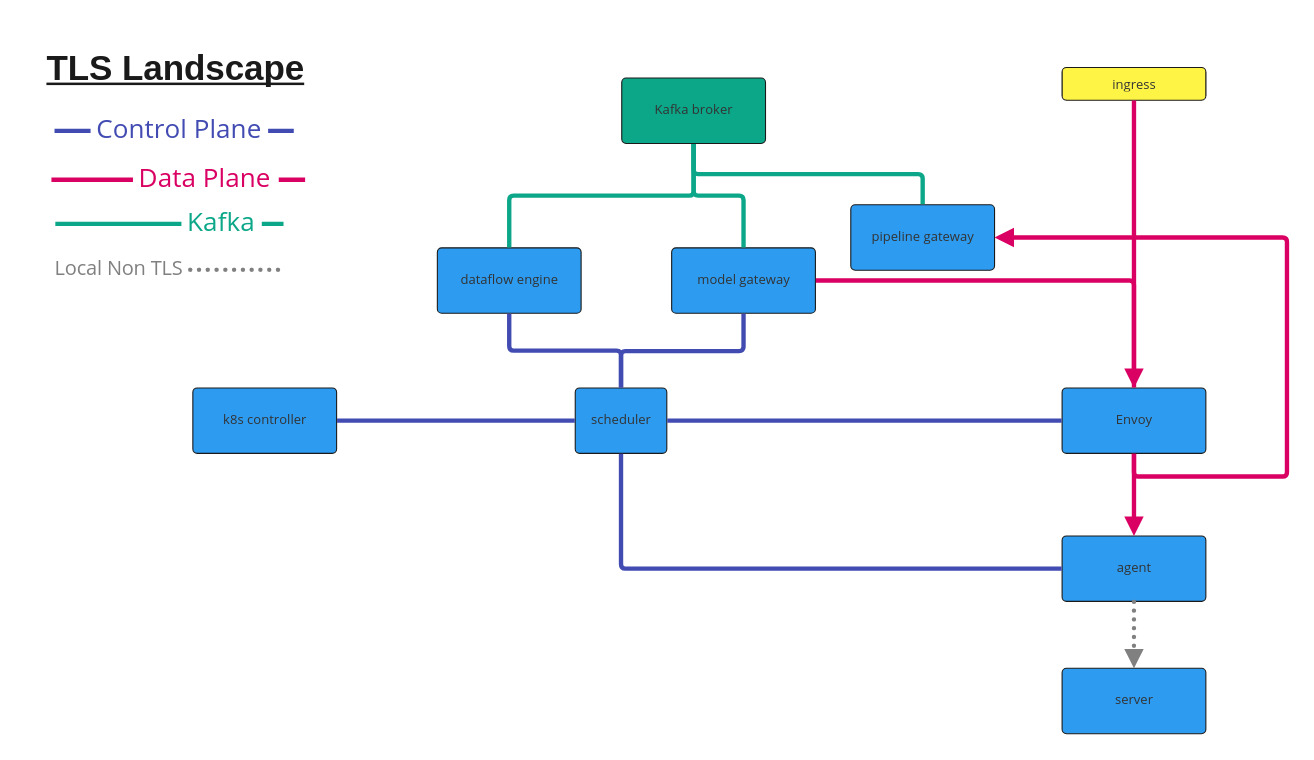 TLS Landscape
Control Plane
Data Plane
Kafka
Local Non TLS
Kafka broker
ingress
pipeline gateway
dataflow engine
model gateway
k8s controller
scheduler
Envoy
agent
server